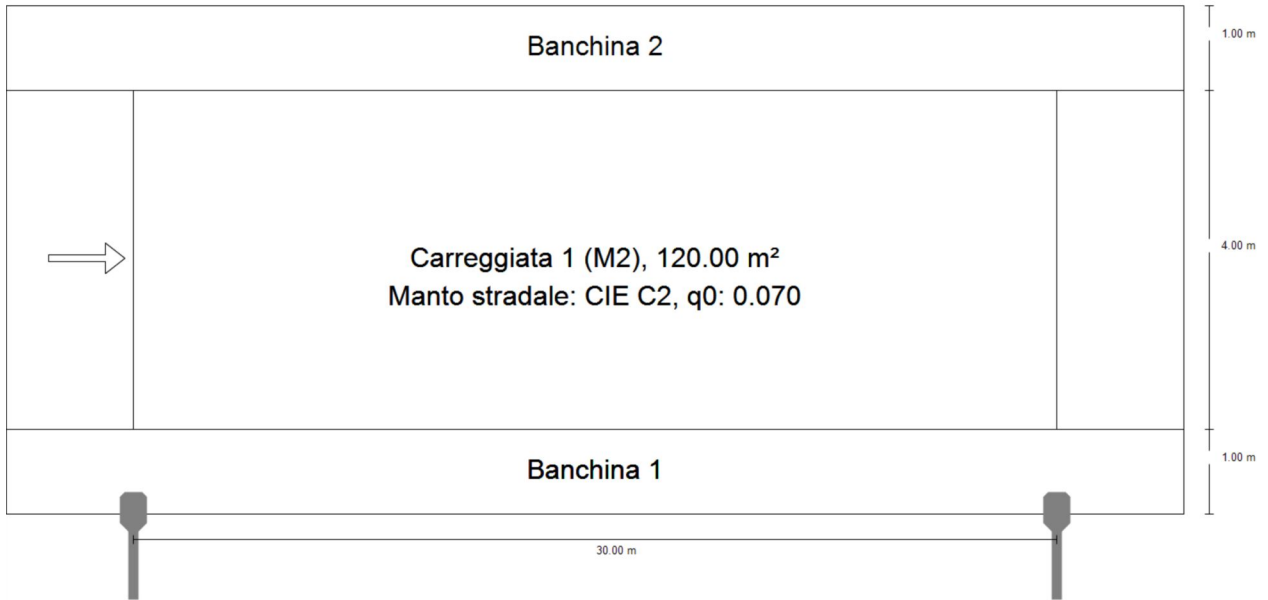 Banchina 2
1.00 m
Carreggiata 1 (M2), 120.00 m²
Manto stradale: CIE C2, q0: 0.070
4.00 m
Banchina 1
1.00 m
30.00 m